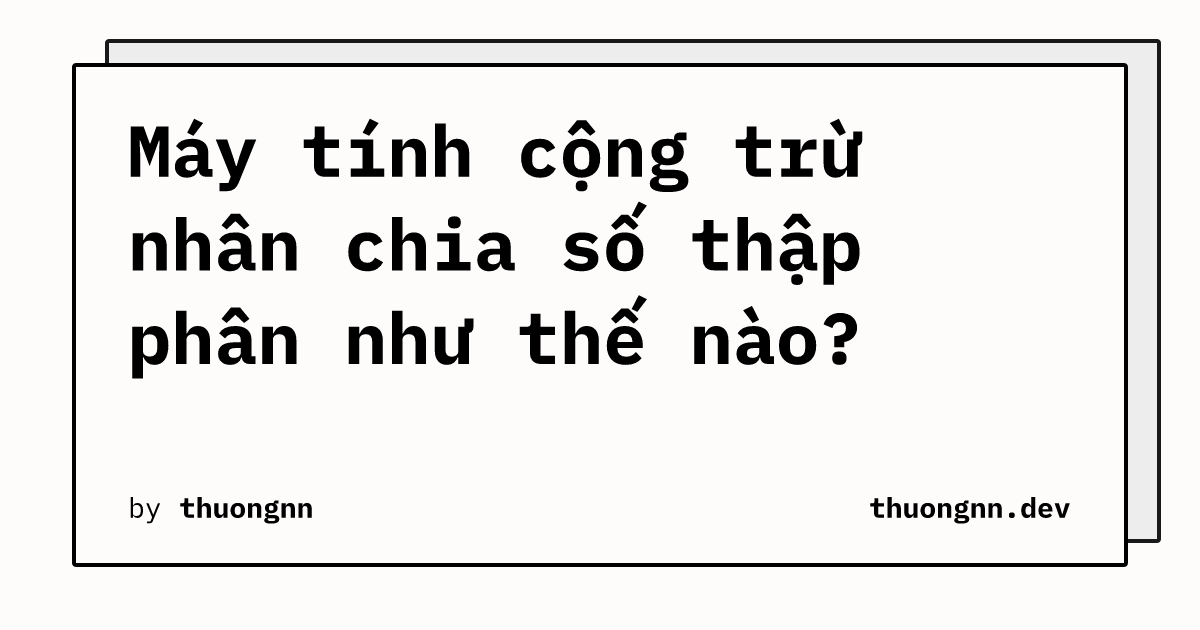 Máy tính cộng trừ
nhân chia số thập
phân như thế nào?
by thuongnn
thuongnn.dev